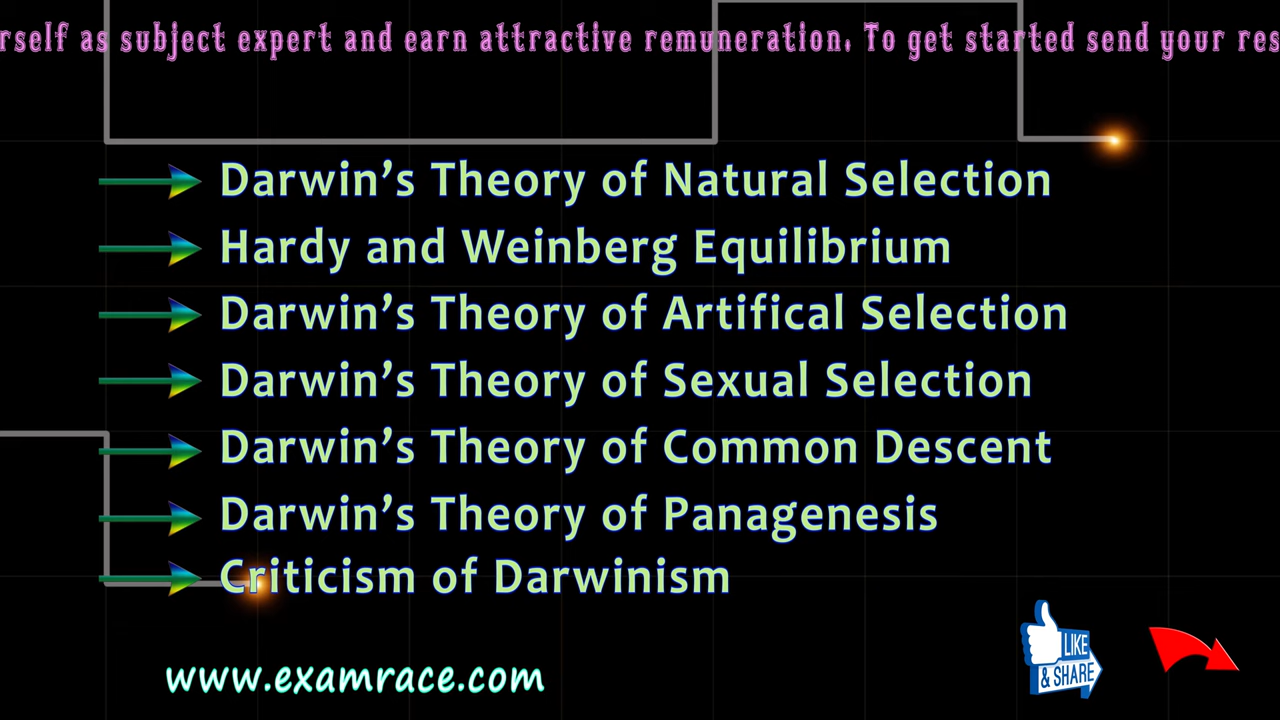 as subject expert and earn attractive remuneration. To get started send your
Darwin's Theory of Natural Selection
Hardy and Weinberg Equilibrium
Darwin's Theory of Artifical Selection
Darwin's Theory of Sexual Selection
Darwin's Theory of Common Descent
Darwin's Theory of Panagenesis
Criticism of Darwinism
www.examrace.com
LIKE
& SHARE